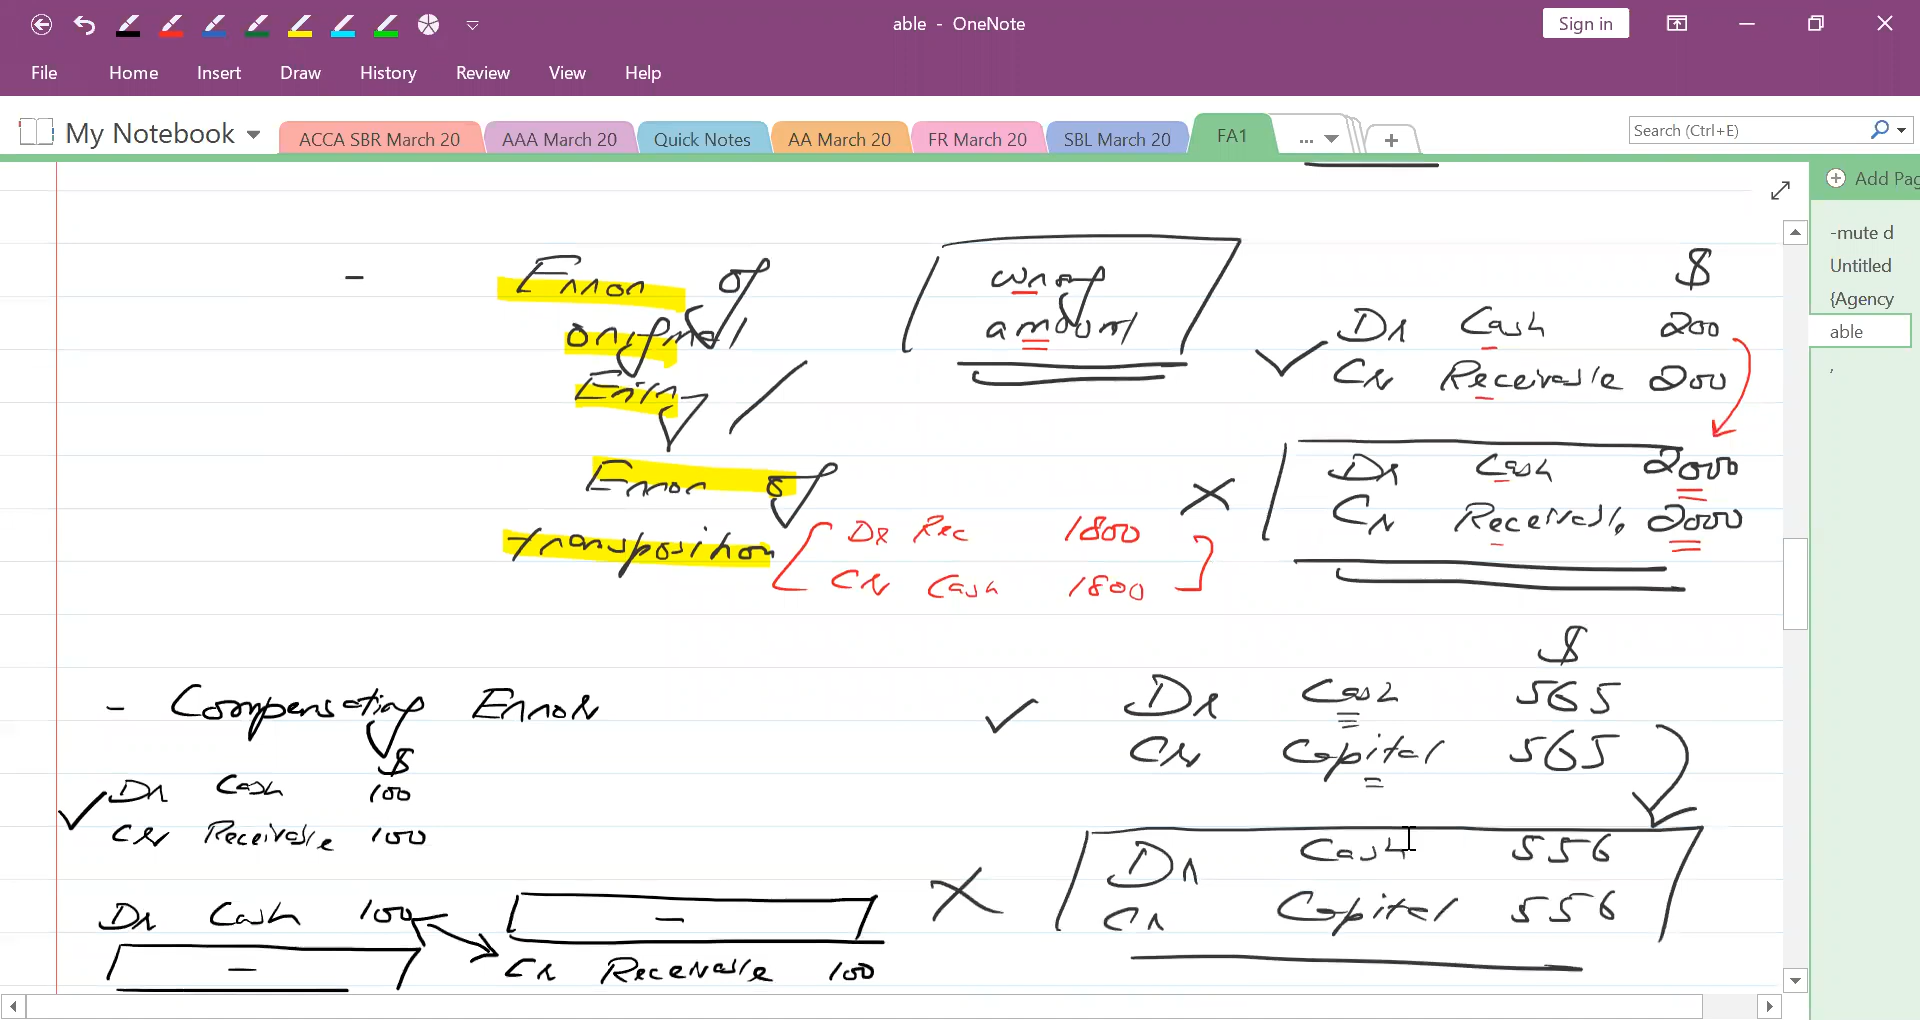 able - OneNote
Sign in
File Home Insert Draw History Review View Help
My Notebook
ACCA SBR March 20
AAA March 20
Quick Notes
AA March 20
FR March 20
SBL March 20
FA1
...
Search (Ctrl+E)
Add Pag
-mute d
Untitled
{Agency
able
,
- Error of
original
Entry
wrong
amount
$
Dr Cash 200
Cr Receivable 200
Dr Cash 2000
Cr Receivable 2000
Error of
Transposition
Dr Rec 1800
Cr Cash 1800
$
Dr Cash 565
Cr Capital 565
Dr Cash 556
Cr Capital 556
- Compensating Error
$
Dr Cash 100
Cr Receivable 100
Dr Cash 100
-
-
Cr Receivable 100